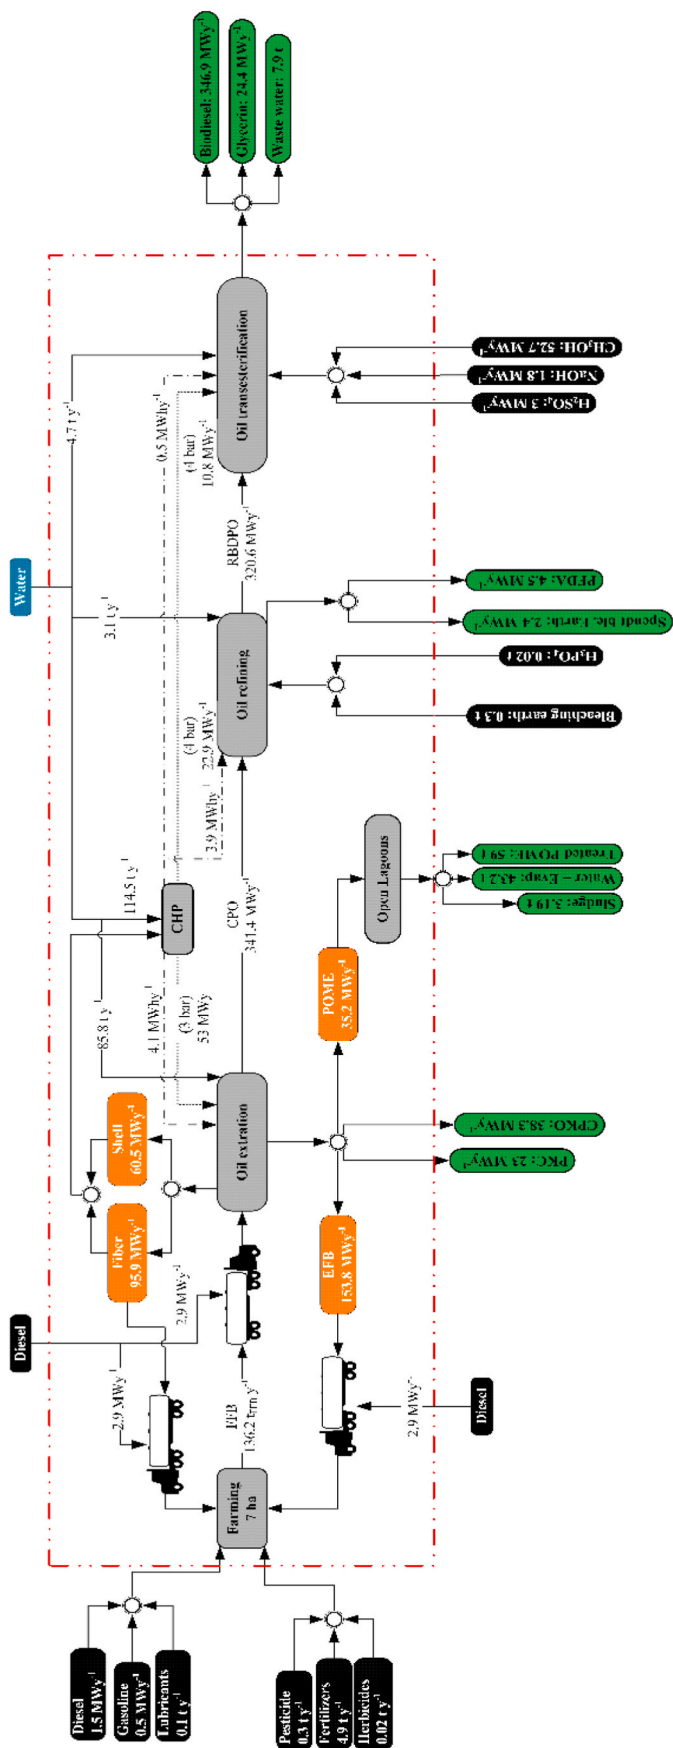 Diesel
1.5 MWy⁻¹
Gasoline
0.5 MWy⁻¹
Lubricants
0.1 t y⁻¹
Pesticide
0.3 t y⁻¹
Fertilizers
4.9 t y⁻¹
Herbicides
0.02 t y⁻¹
Farming
7 ha
Diesel
2.9 MWy⁻¹
2.9 MWy⁻¹
FFB
136.2 trm y⁻¹
Diesel
2.9 MWy⁻¹
Fiber
95.9 MWy⁻¹
Shell
60.5 MWy⁻¹
EFB
153.8 MWy⁻¹
Oil extration
85.8 t y⁻¹
4.1 MWhy⁻¹
(3 bar)
53 MWy
PKC: 23 MWy⁻¹
CPKO: 38.3 MWy⁻¹
POME
35.2 MWy⁻¹
Open Lagoons
Sludge: 3.19 t
Water – Evap: 43.2 t
Treated POME: 59 t
CHP
114.5 t y⁻¹
CPO
341.4 MWy⁻¹
3.9 MWhy⁻¹
(4 bar)
22.9 MWy⁻¹
Water
3.1 t y⁻¹
Oil refining
Bleaching earth: 0.3 t
H₃PO₄: 0.02 t
Spendt ble. Earth: 2.4 MWy⁻¹
PFDA: 4.5 MWy⁻¹
RBDPO
320.6 MWy⁻¹
4.7 t y⁻¹
0.5 MWhy⁻¹
(4 bar)
10.8 MWy⁻¹
Oil transesterification
H₂SO₄: 3 MWy⁻¹
NaOH: 1.8 MWy⁻¹
CH₃OH: 52.7 MWy⁻¹
Biodiesel: 346.9 MWy⁻¹
Glycerin: 24.4 MWy⁻¹
Waste water: 7.9 t